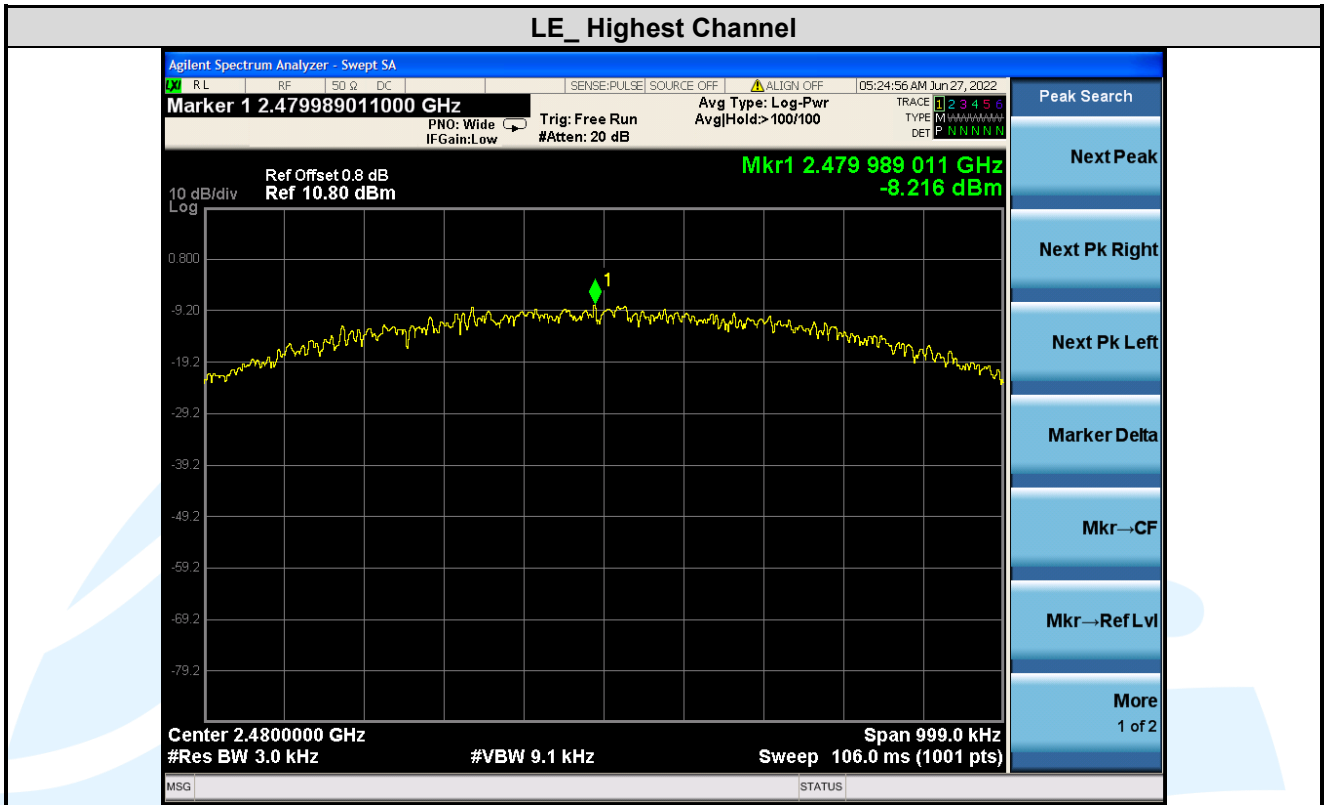 LE_ Highest Channel
Agilent Spectrum Analyzer - Swept SA
LXI RL RF 50 Ω DC SENSE:PULSE SOURCE OFF ALIGN OFF 05:24:56 AM Jun 27, 2022
Marker 1 2.479989011000 GHz
PNO: Wide
IFGain:Low
Trig: Free Run
#Atten: 20 dB
Avg Type: Log-Pwr
Avg|Hold:>100/100
TRACE 1 2 3 4 5 6
TYPE M W W W W W
DET P N N N N N
Mkr1 2.479 989 011 GHz
-8.216 dBm
Ref Offset 0.8 dB
10 dB/div Ref 10.80 dBm
Log
0.800
-9.20
-19.2
-29.2
-39.2
-49.2
-59.2
-69.2
-79.2
1
Center 2.4800000 GHz Span 999.0 kHz
#Res BW 3.0 kHz #VBW 9.1 kHz Sweep 106.0 ms (1001 pts)
MSG STATUS
Peak Search
Next Peak
Next Pk Right
Next Pk Left
Marker Delta
Mkr→CF
Mkr→Ref Lvl
More
1 of 2